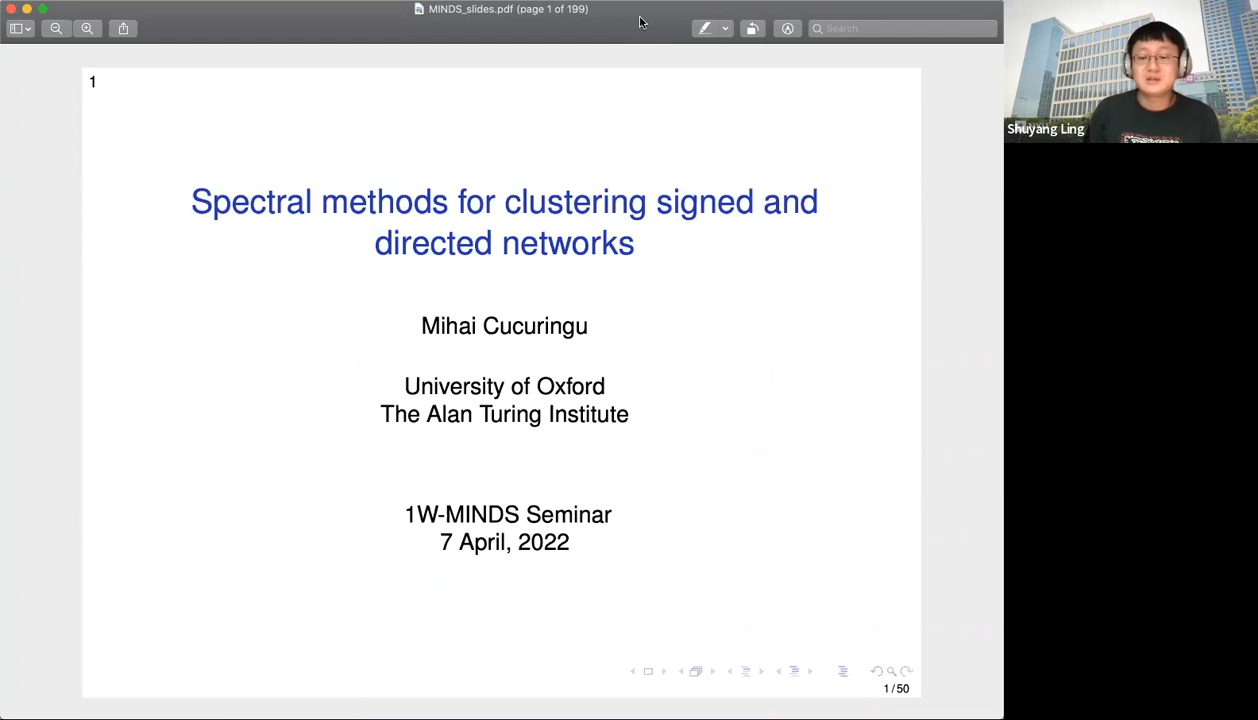 MINDS_slides.pdf (page 1 of 199)
Search
1
Spectral methods for clustering signed and
directed networks
Mihai Cucuringu
University of Oxford
The Alan Turing Institute
1W-MINDS Seminar
7 April, 2022
1 / 50
Shuyang Ling